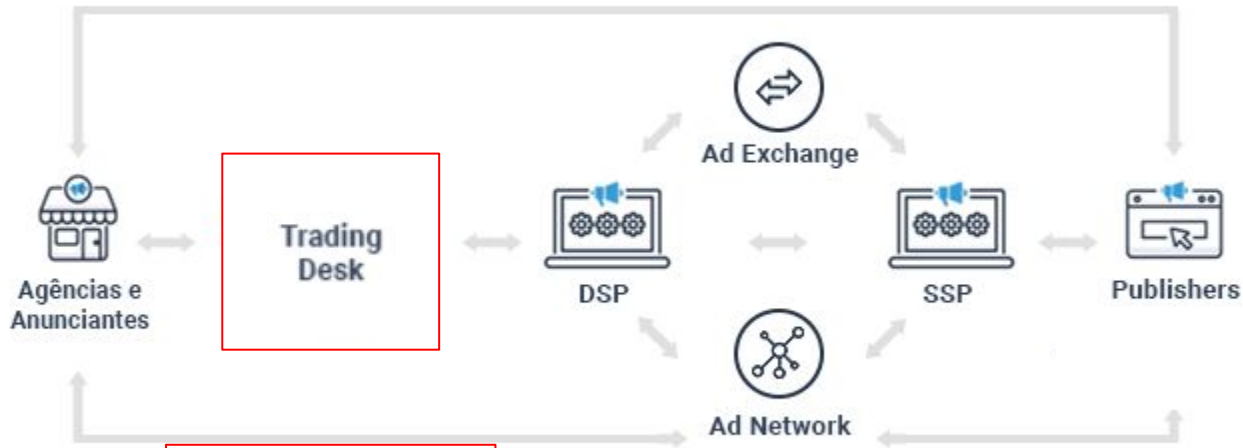 Ad Exchange
Trading
Desk
Agências e
Anunciantes
DSP
SSP
Publishers
Ad Network